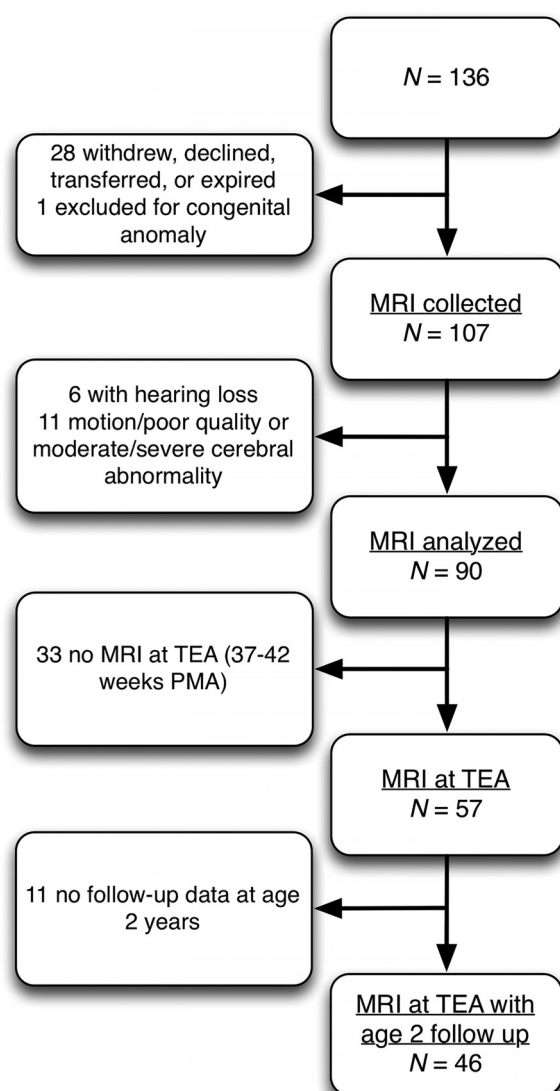 N = 136
28 withdrew, declined,
transferred, or expired
1 excluded for congenital
anomaly
MRI collected
N = 107
6 with hearing loss
11 motion/poor quality or
moderate/severe cerebral
abnormality
MRI analyzed
N = 90
33 no MRI at TEA (37-42
weeks PMA)
MRI at TEA
N = 57
11 no follow-up data at age
2 years
MRI at TEA with
age 2 follow up
N = 46